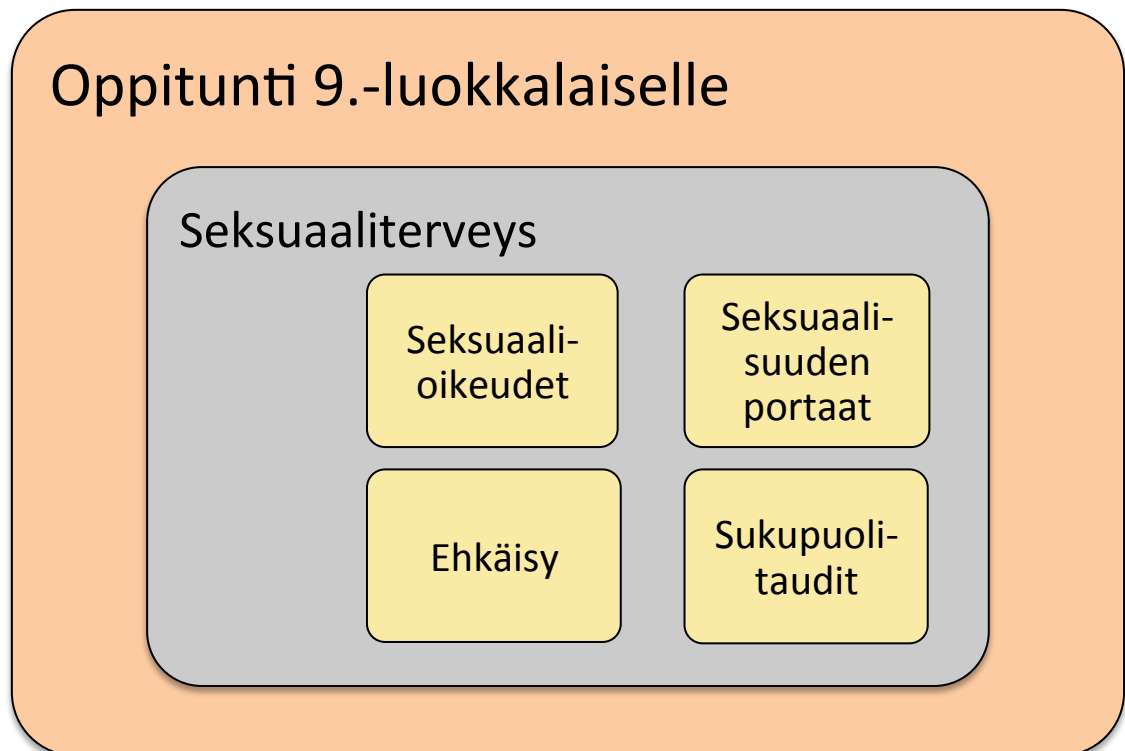 Oppitunti 9.-luokkalaiselle
Seksuaaliterveys
Seksuaali-
oikeudet
Seksuaali-
suuden
portaat
Ehkäisy
Sukupuoli-
taudit